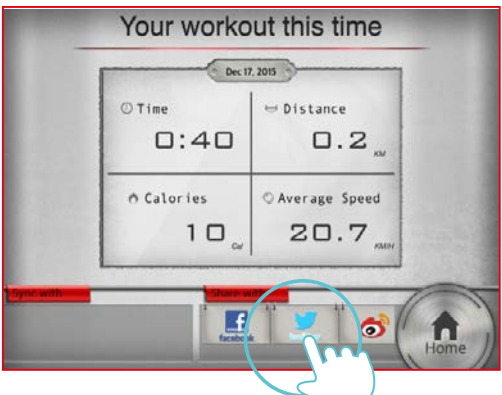 Your workout this time
Dec 17, 2015
Time
Distance
0:40
0.2 KM
Calories
Average Speed
10 Cal
20.7 KM/H
Sync with
Share with
facebook
Home